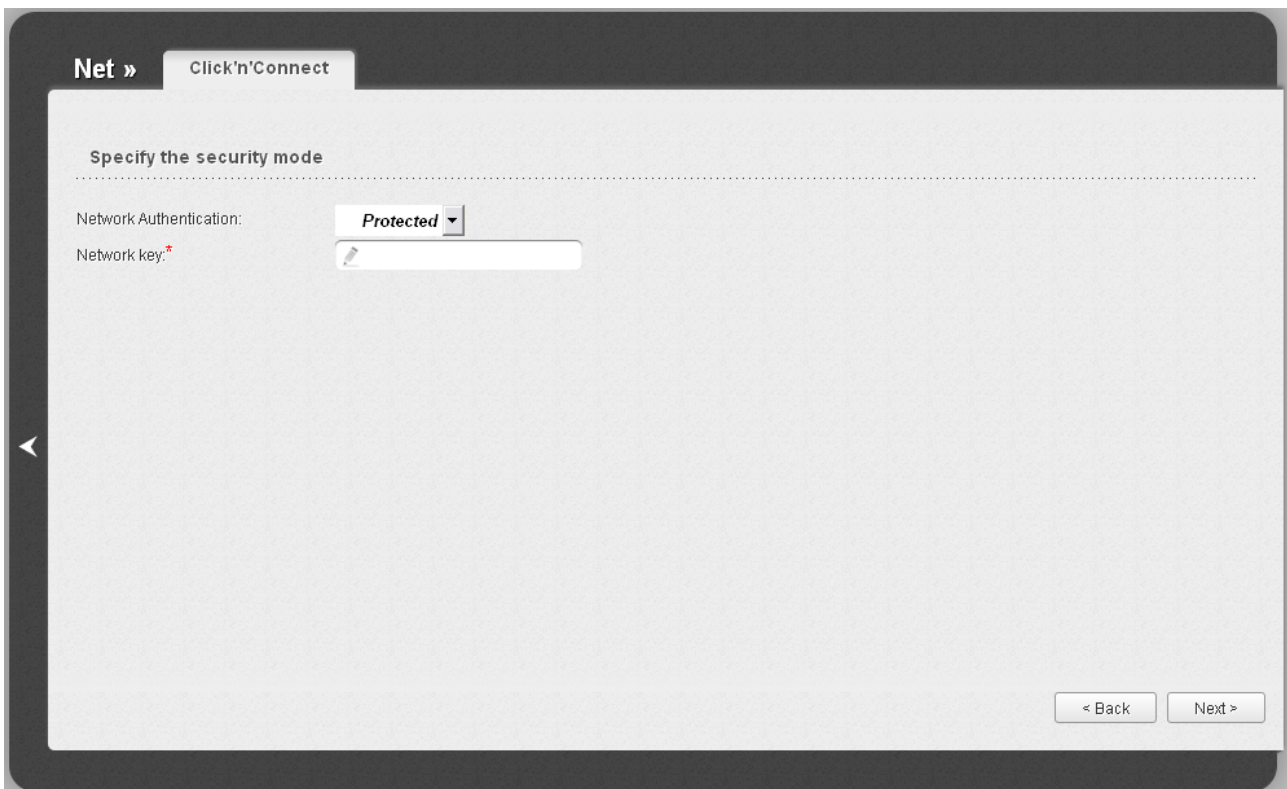 Net » Click'n'Connect
Specify the security mode
Network Authentication: Protected
Network key:*
< Back Next >